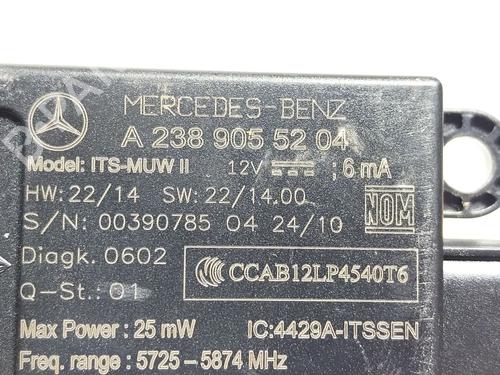 MERCEDES-BENZ
A 238 905 52 04
Model: ITS-MUW II 12V ; 6 mA
HW: 22/14 SW: 22/14.00
S/N: 00390785 04 24/10
NOM
Diagk. 0602
CCAB12LP4540T6
Q-St.: 01
Max Power : 25 mW IC:4429A-ITSSEN
Freq. range : 5725 – 5874 MHz